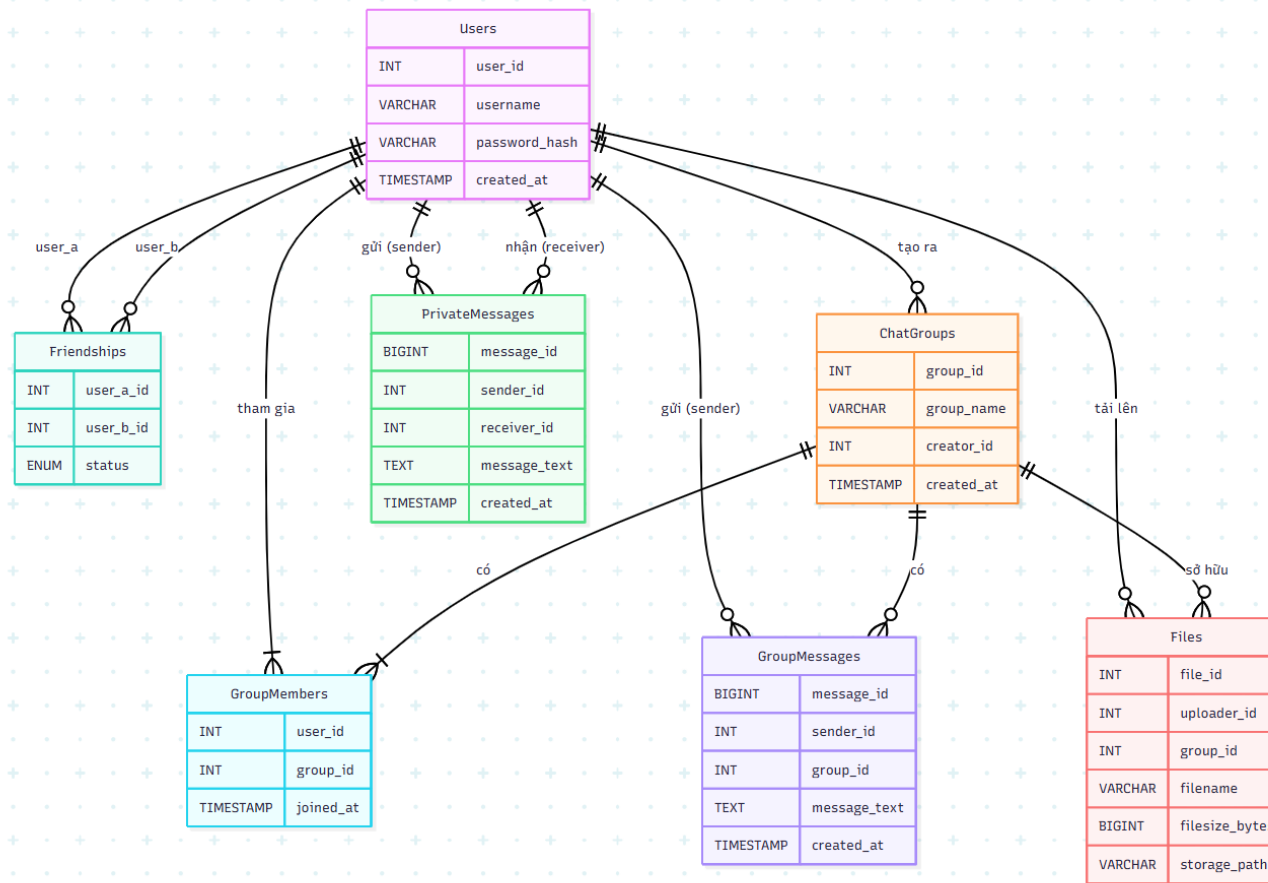 Users
INT user_id
VARCHAR username
VARCHAR password_hash
TIMESTAMP created_at
user_a
user_b
gửi (sender)
nhận (receiver)
tạo ra
Friendships
INT user_a_id
INT user_b_id
ENUM status
PrivateMessages
BIGINT message_id
INT sender_id
INT receiver_id
TEXT message_text
TIMESTAMP created_at
ChatGroups
INT group_id
VARCHAR group_name
INT creator_id
TIMESTAMP created_at
tham gia
gửi (sender)
tải lên
có
có
sở hữu
GroupMembers
INT user_id
INT group_id
TIMESTAMP joined_at
GroupMessages
BIGINT message_id
INT sender_id
INT group_id
TEXT message_text
TIMESTAMP created_at
Files
INT file_id
INT uploader_id
INT group_id
VARCHAR filename
BIGINT filesize_byte
VARCHAR storage_path